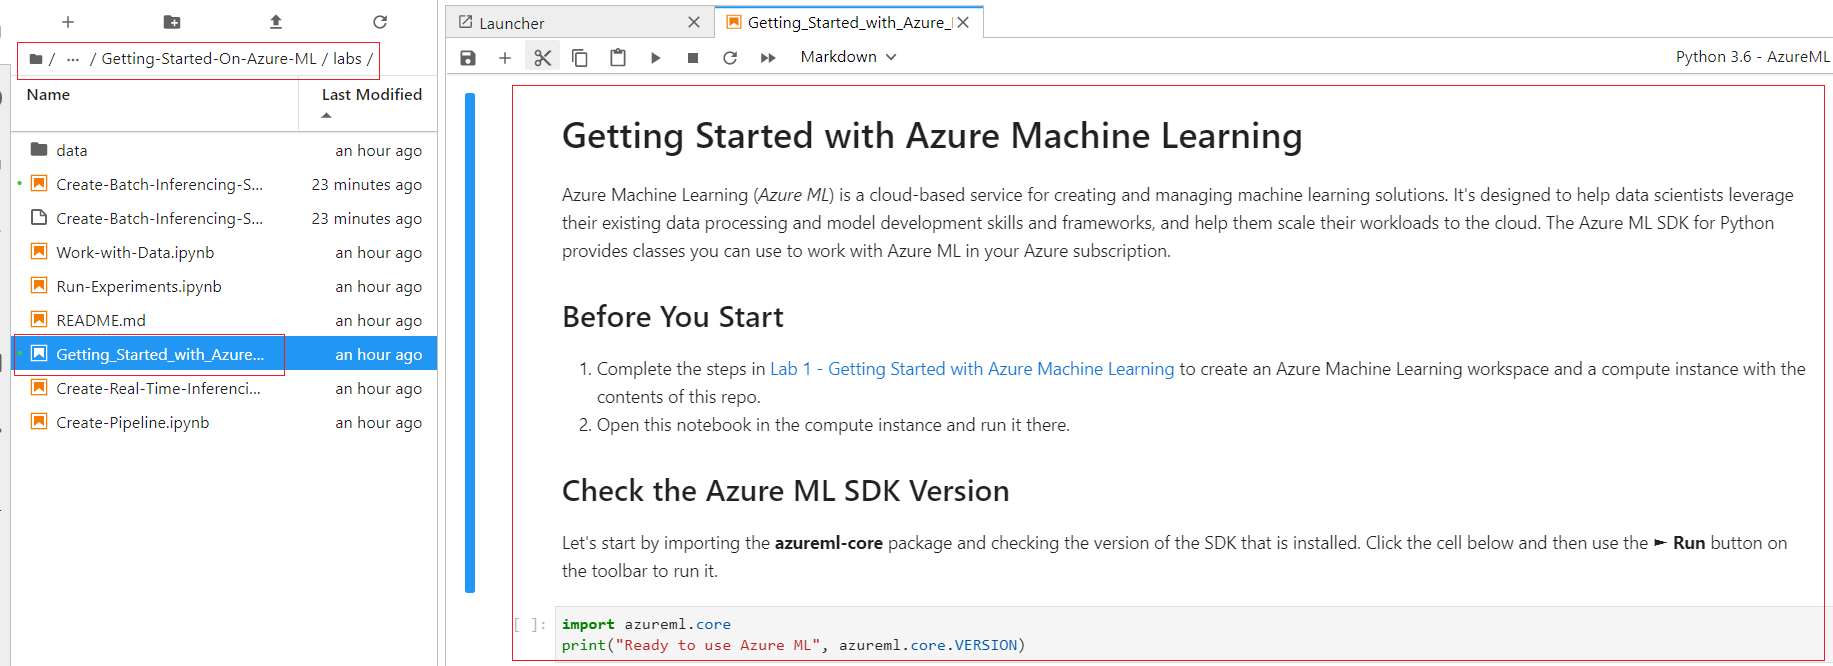 / ... / Getting-Started-On-Azure-ML / labs /
Name Last Modified
data an hour ago
Create-Batch-Inferencing-S... 23 minutes ago
Create-Batch-Inferencing-S... 23 minutes ago
Work-with-Data.ipynb an hour ago
Run-Experiments.ipynb an hour ago
README.md an hour ago
Getting_Started_with_Azure... an hour ago
Create-Real-Time-Inferenci... an hour ago
Create-Pipeline.ipynb an hour ago
Launcher
Getting_Started_with_Azure_
Markdown
Python 3.6 - AzureML
Getting Started with Azure Machine Learning
Azure Machine Learning (Azure ML) is a cloud-based service for creating and managing machine learning solutions. It's designed to help data scientists leverage
their existing data processing and model development skills and frameworks, and help them scale their workloads to the cloud. The Azure ML SDK for Python
provides classes you can use to work with Azure ML in your Azure subscription.
Before You Start
1. Complete the steps in Lab 1 - Getting Started with Azure Machine Learning to create an Azure Machine Learning workspace and a compute instance with the
contents of this repo.
2. Open this notebook in the compute instance and run it there.
Check the Azure ML SDK Version
Let's start by importing the azureml-core package and checking the version of the SDK that is installed. Click the cell below and then use the ► Run button on
the toolbar to run it.
[ ]: import azureml.core
print("Ready to use Azure ML", azureml.core.VERSION)